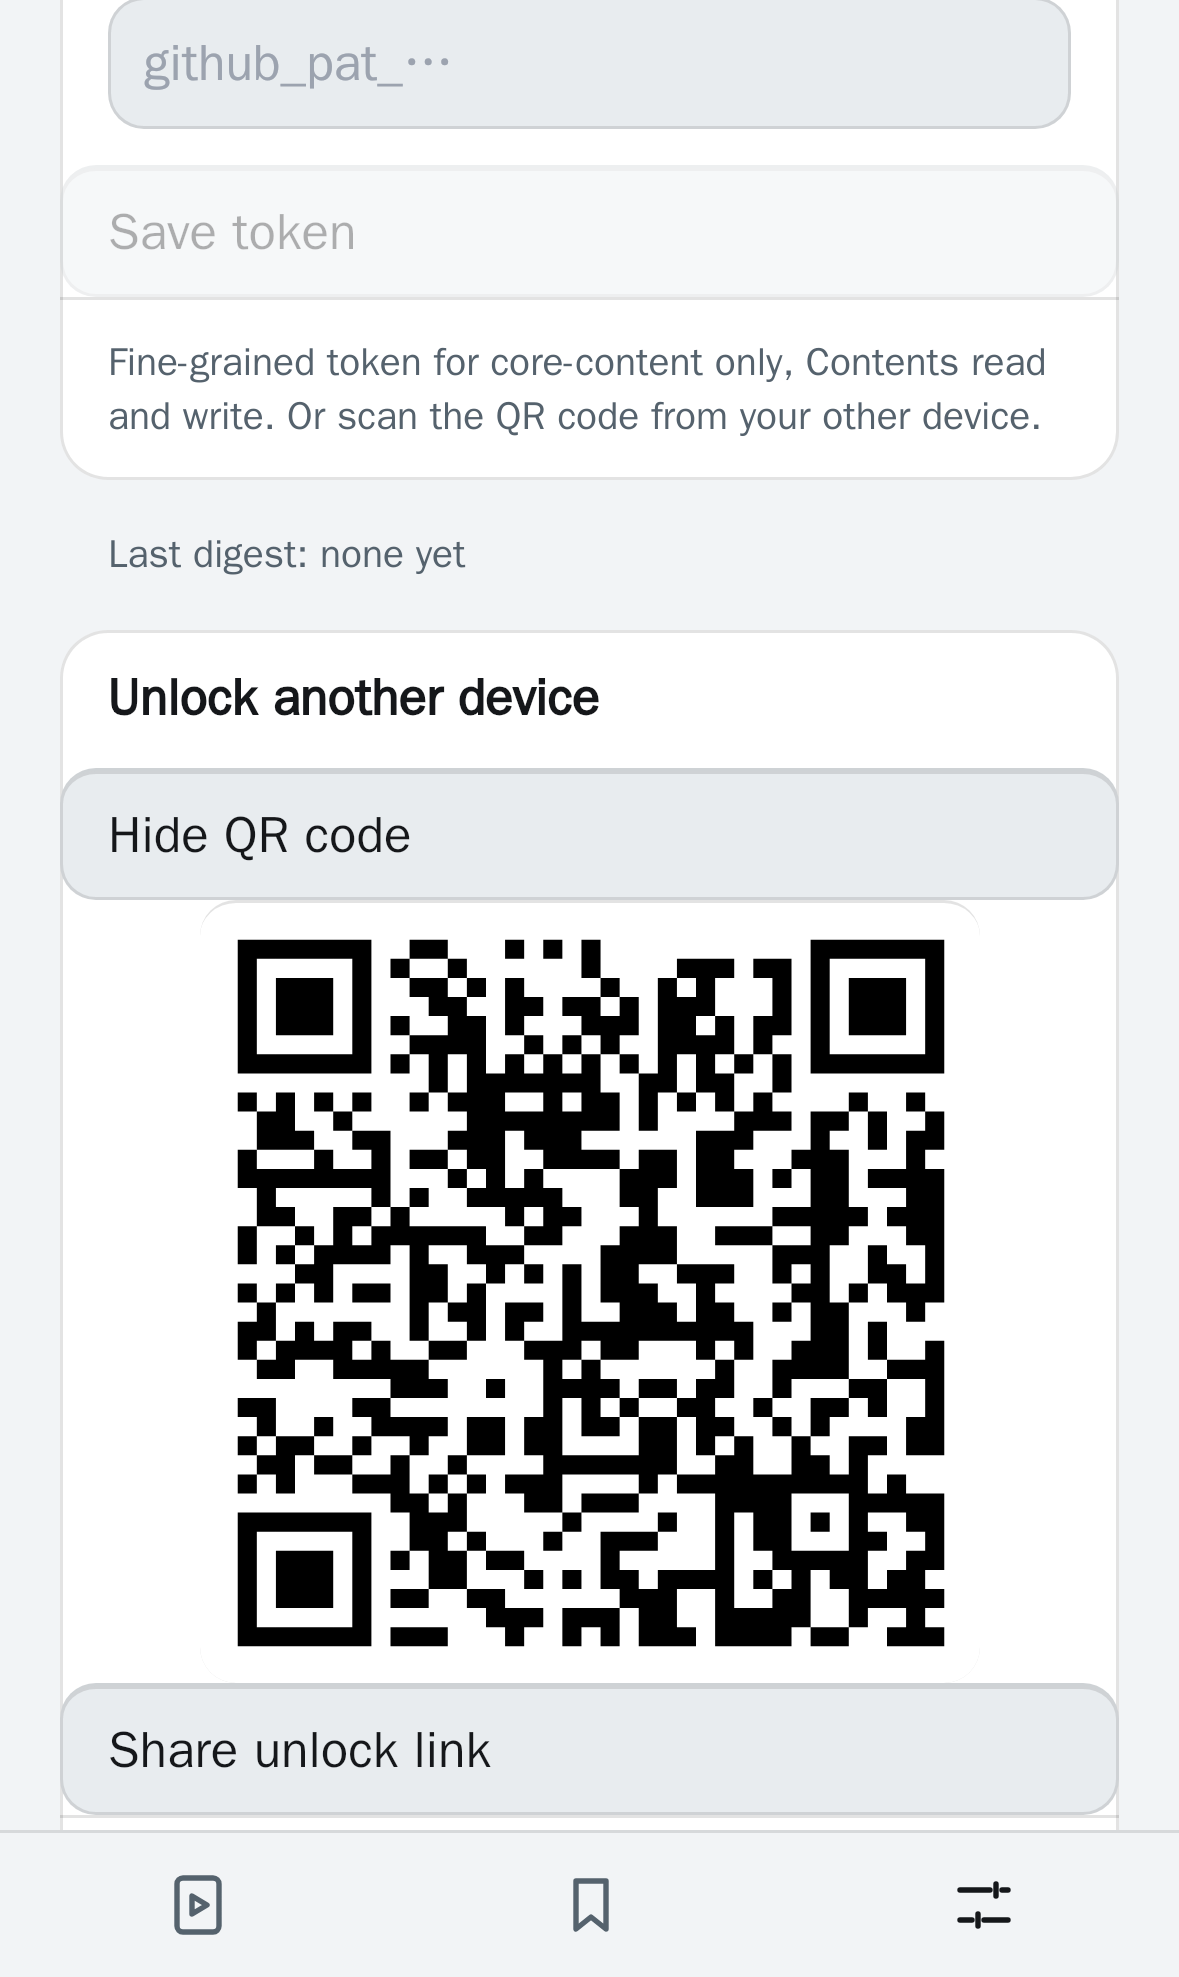 github_pat_…
Save token
Fine-grained token for core-content only, Contents read
and write. Or scan the QR code from your other device.
Last digest: none yet
Unlock another device
Hide QR code
Share unlock link